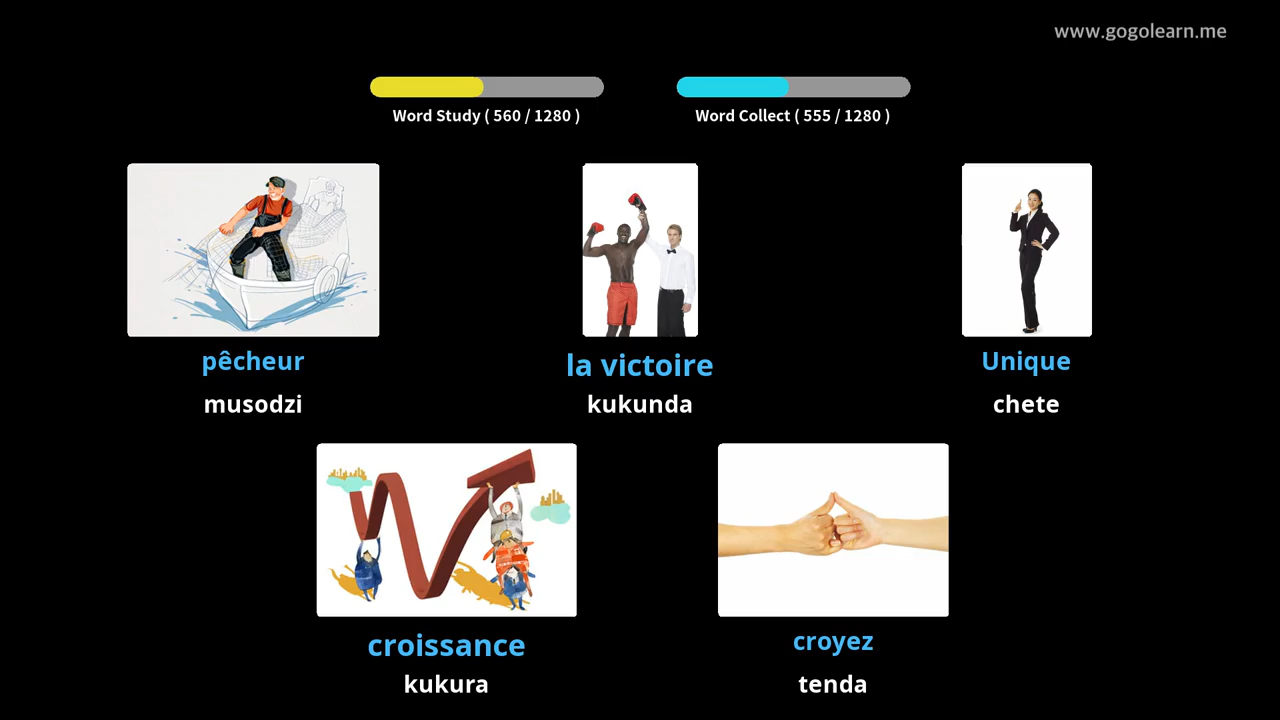 www.gogolearn.me
Word Study ( 560 / 1280 )
Word Collect ( 555 / 1280 )
pêcheur
musodzi
la victoire
kukunda
Unique
chete
croissance
kukura
croyez
tenda